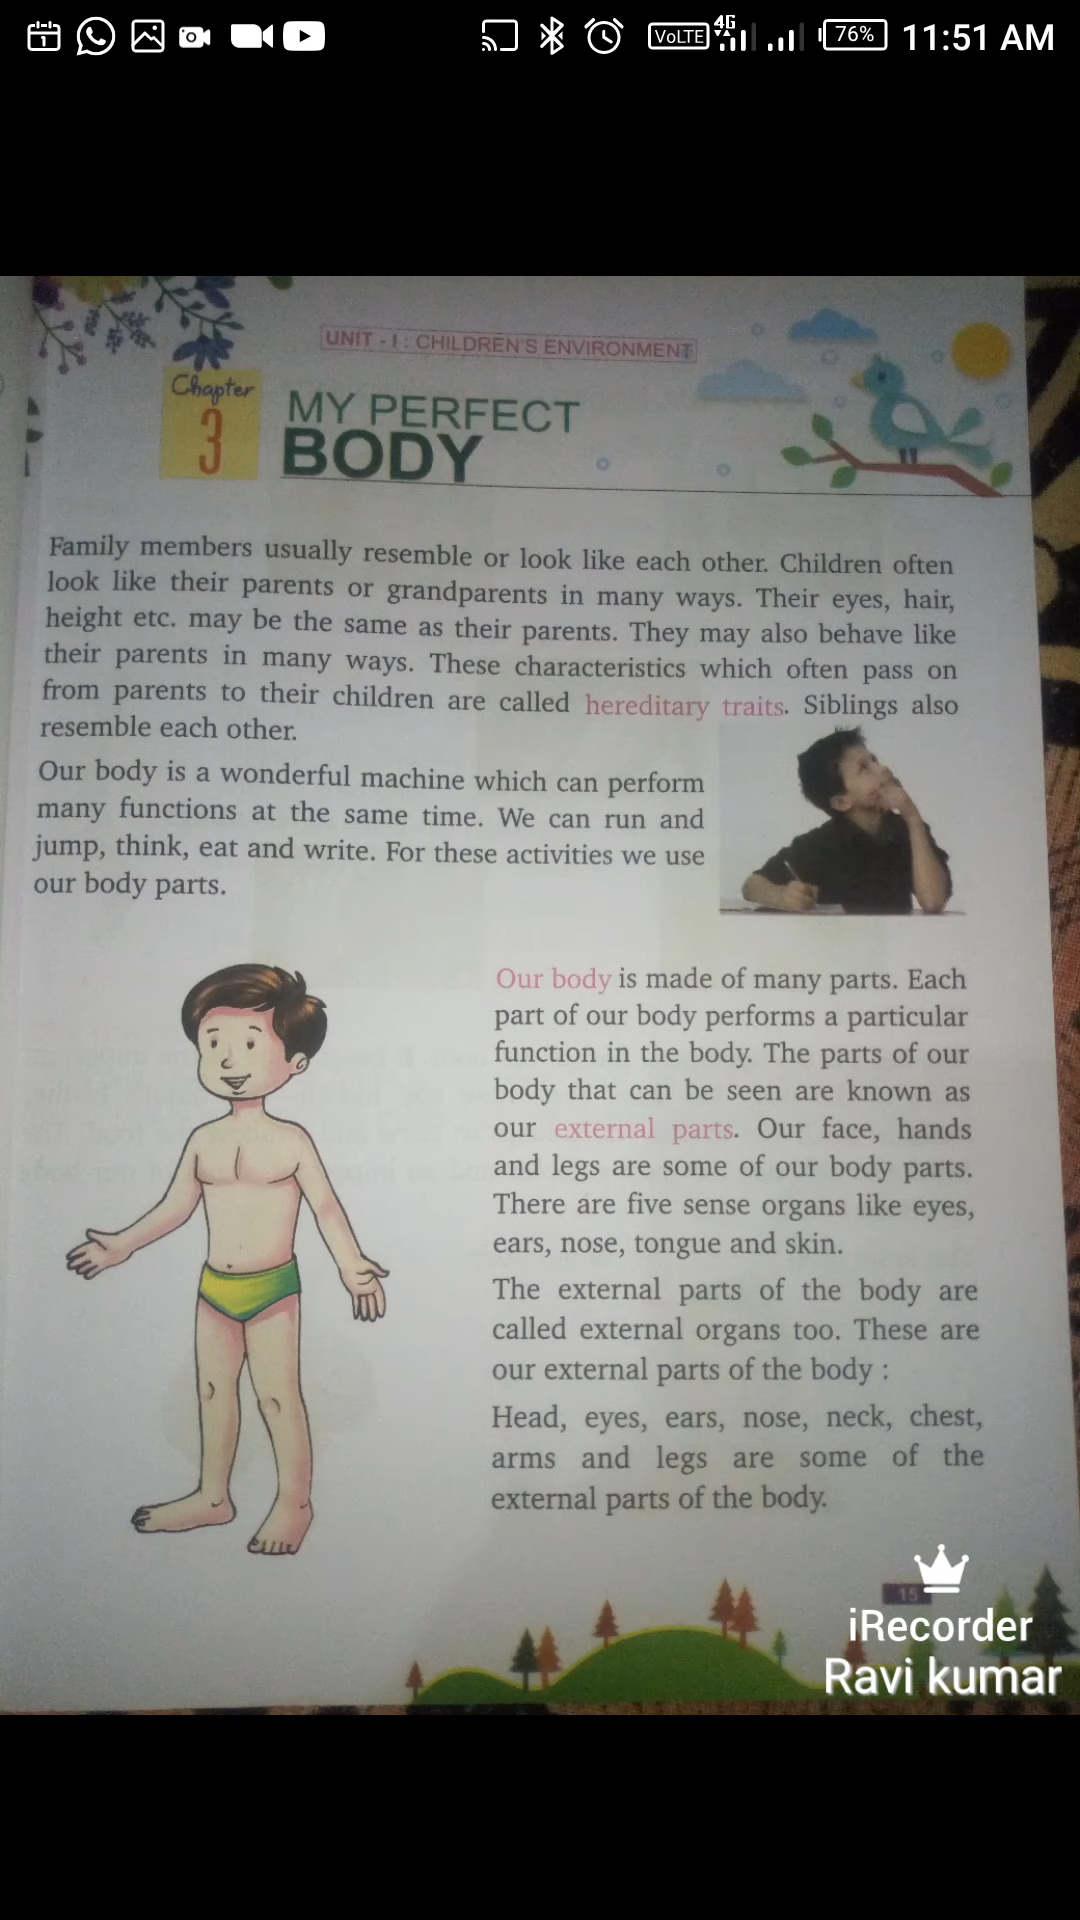 VoLTE 4G 76% 11:51 AM
UNIT - I : CHILDREN'S ENVIRONMENT
Chapter
3
MY PERFECT
BODY
Family members usually resemble or look like each other. Children often
look like their parents or grandparents in many ways. Their eyes, hair,
height etc. may be the same as their parents. They may also behave like
their parents in many ways. These characteristics which often pass on
from parents to their children are called hereditary traits. Siblings also
resemble each other.
Our body is a wonderful machine which can perform
many functions at the same time. We can run and
jump, think, eat and write. For these activities we use
our body parts.
Our body is made of many parts. Each
part of our body performs a particular
function in the body. The parts of our
body that can be seen are known as
our external parts. Our face, hands
and legs are some of our body parts.
There are five sense organs like eyes,
ears, nose, tongue and skin.
The external parts of the body are
called external organs too. These are
our external parts of the body :
Head, eyes, ears, nose, neck, chest,
arms and legs are some of the
external parts of the body.
15
iRecorder
Ravi kumar